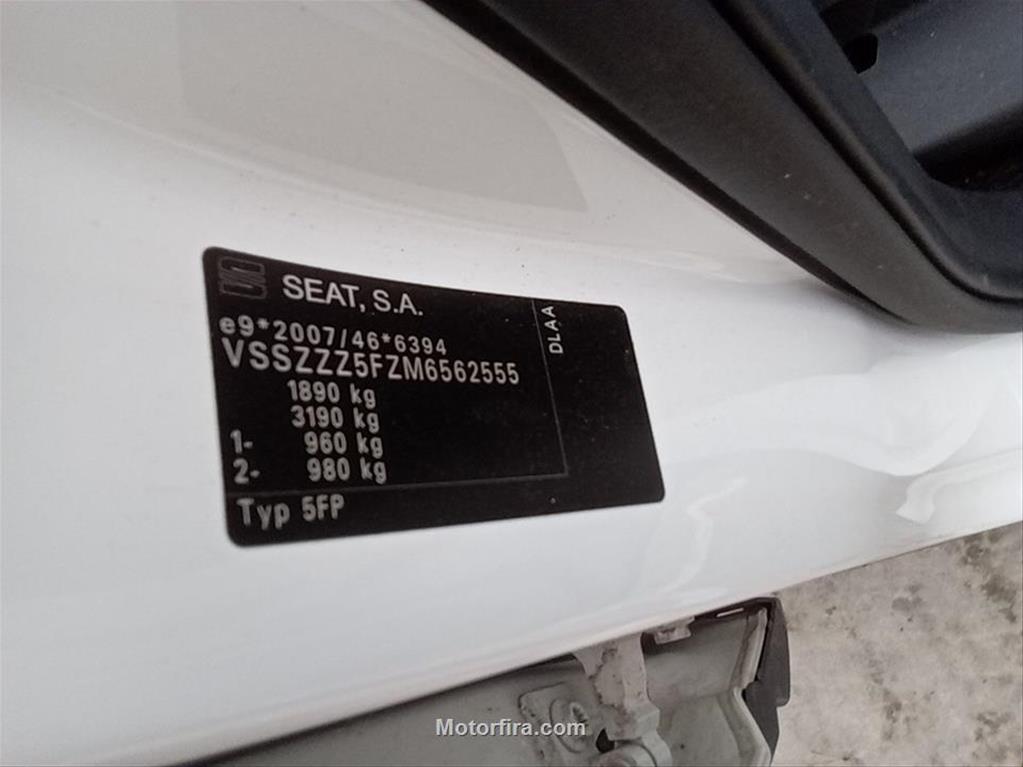 SEAT, S.A.
e9*2007/46*6394
VSSZZZ5FZM6562555
1890 kg
3190 kg
1- 960 kg
2- 980 kg
DLAA
Typ 5FP
Motorfira.com